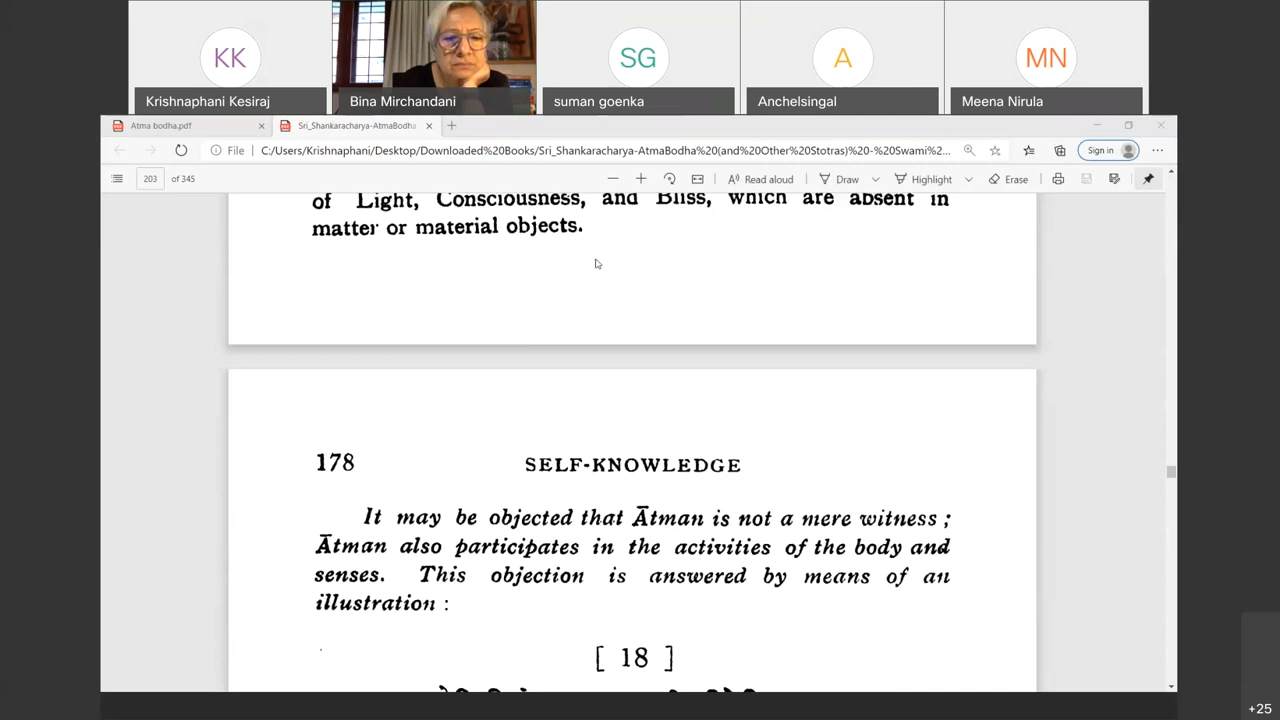 KK
SG
A
MN
Krishnaphani Kesiraj
Bina Mirchandani
suman goenka
Anchelsingal
Meena Nirula
Atma bodha.pdf
Sri_Shankaracharya-AtmaBodha
File
C:/Users/Krishnaphani/Desktop/Downloaded%20Books/Sri_Shankaracharya-AtmaBodha%20(and%20Other%20Stotras)%20-%20Swami%2...
Sign in
203 of 345
Read aloud
Draw
Highlight
Erase
of Light, Consciousness, and Bliss, which are absent in
matter or material objects.
178
SELF-KNOWLEDGE
It may be objected that Ātman is not a mere witness ;
Ātman also participates in the activities of the body and
senses. This objection is answered by means of an
illustration :
[ 18 ]
+25